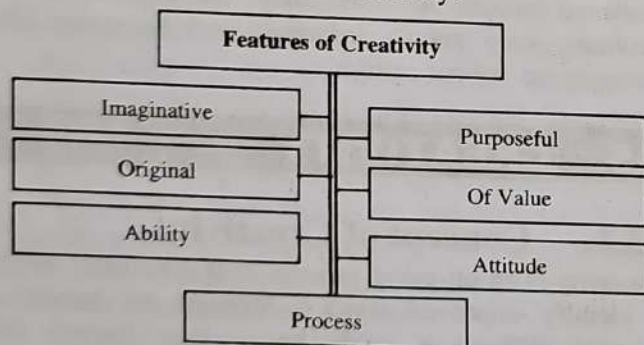 Features of Creativity
Imaginative
Purposeful
Original
Of Value
Ability
Attitude
Process